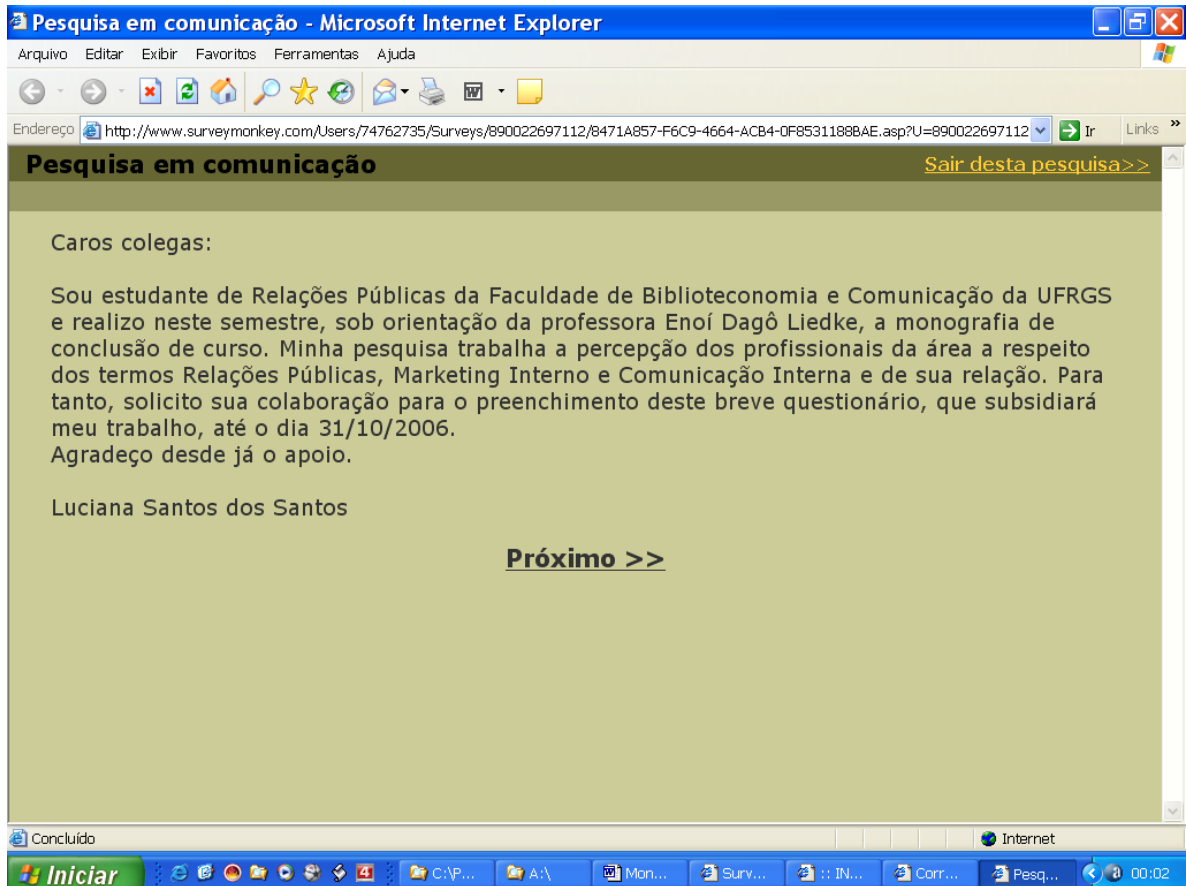 Pesquisa em comunicação - Microsoft Internet Explorer
Arquivo Editar Exibir Favoritos Ferramentas Ajuda
Endereço http://www.surveymonkey.com/Users/74762735/Surveys/890022697112/8471A857-F6C9-4664-ACB4-0F8531188BAE.asp?U=890022697112 Ir Links »
Pesquisa em comunicação Sair desta pesquisa>>
Caros colegas:
Sou estudante de Relações Públicas da Faculdade de Biblioteconomia e Comunicação da UFRGS
e realizo neste semestre, sob orientação da professora Enoí Dagô Liedke, a monografia de
conclusão de curso. Minha pesquisa trabalha a percepção dos profissionais da área a respeito
dos termos Relações Públicas, Marketing Interno e Comunicação Interna e de sua relação. Para
tanto, solicito sua colaboração para o preenchimento deste breve questionário, que subsidiará
meu trabalho, até o dia 31/10/2006.
Agradeço desde já o apoio.
Luciana Santos dos Santos
Próximo >>
Concluído Internet
Iniciar C:\P... A:\ Mon... Surv... :: IN... Corr... Pesq... 00:02